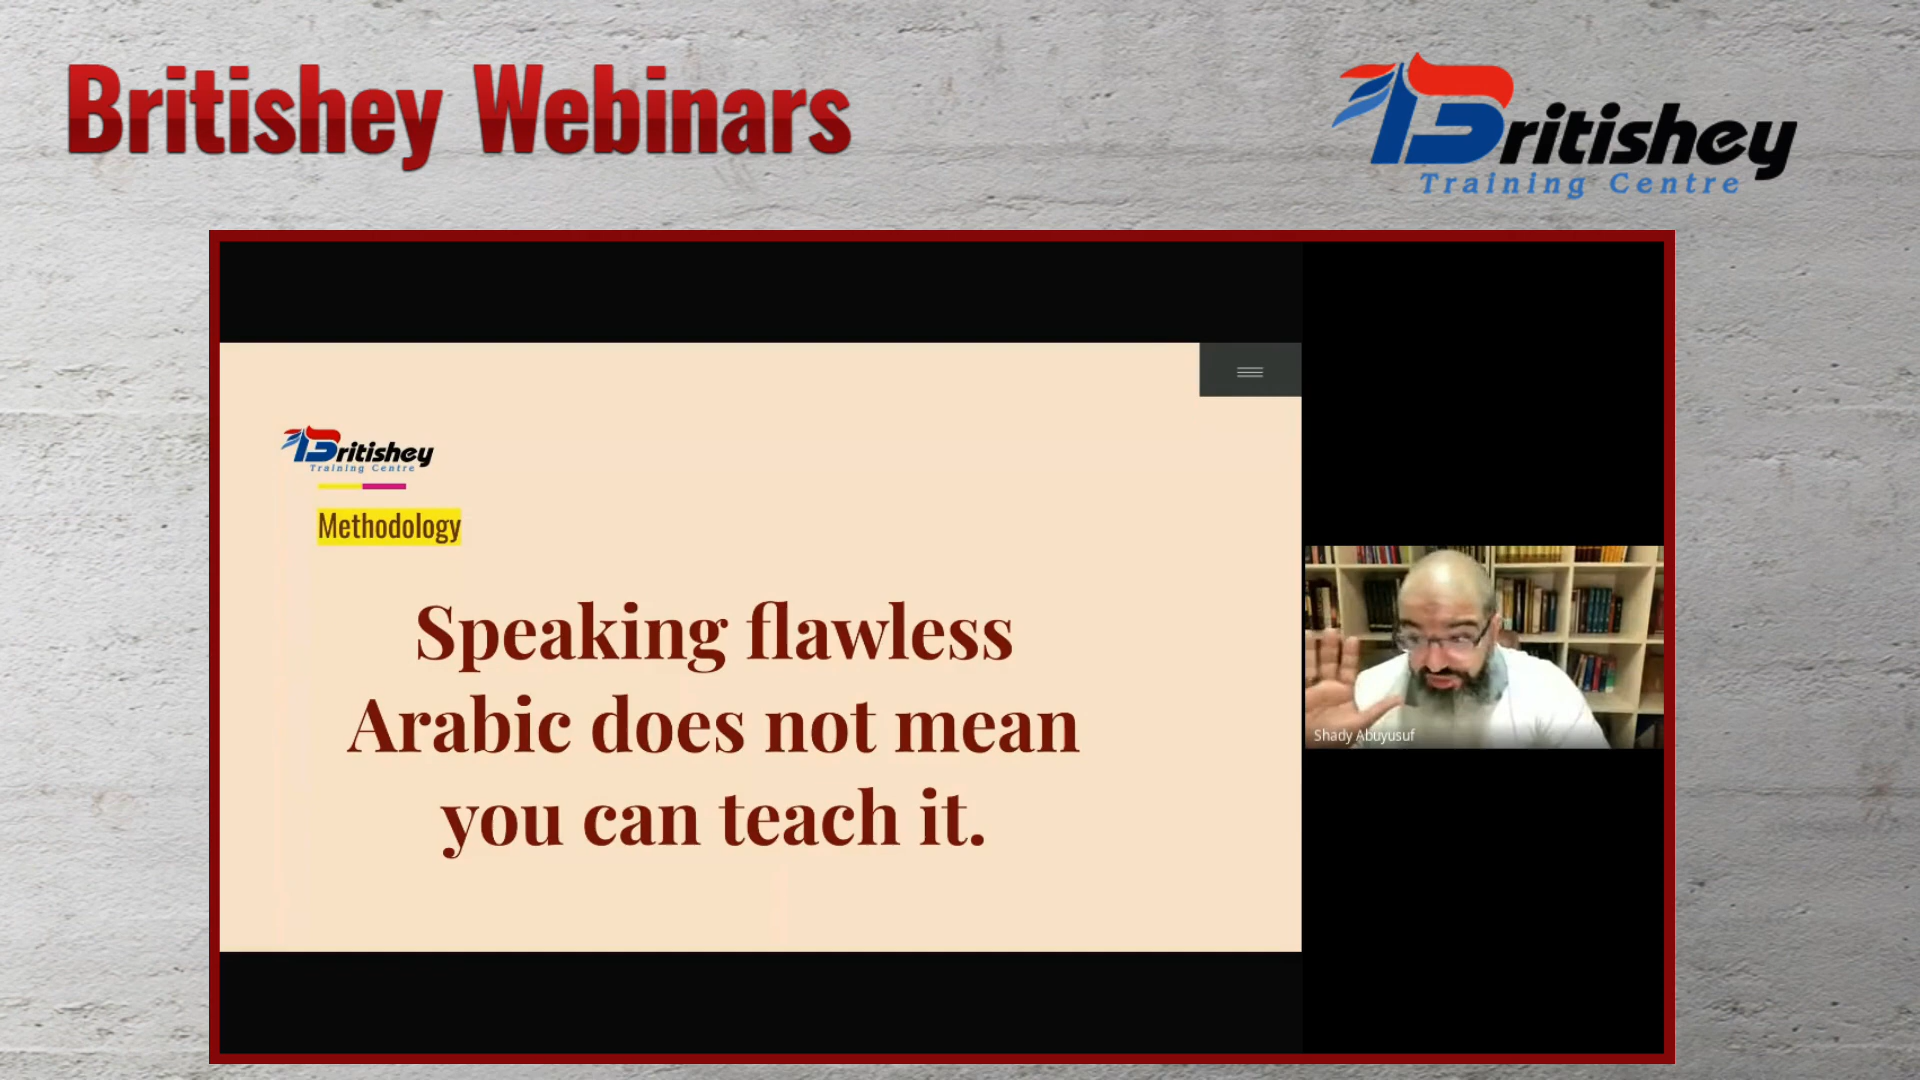 Britishey Webinars
Britishey
Training Centre
Britishey
Training Centre
Methodology
Speaking flawless
Arabic does not mean
you can teach it.
Shady Abuyusuf